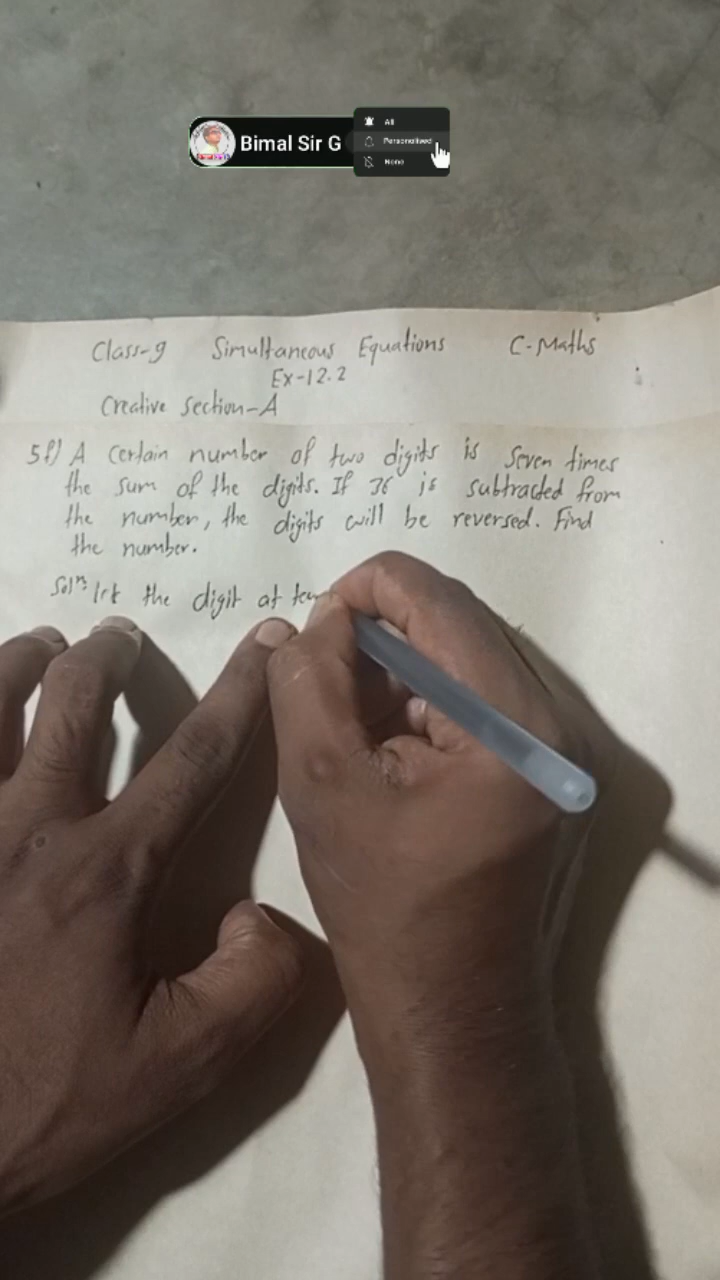 Bimal Sir G
All
Personalised
None
Class-9 Simultaneous Equations C-Maths
Ex-12.2
Creative Section-A
5f) A Certain number of two digits is Seven times
the sum of the digits. If 36 is subtracted from
the number, the digits will be reversed. Find
the number.
Solⁿ: let the digit at ten